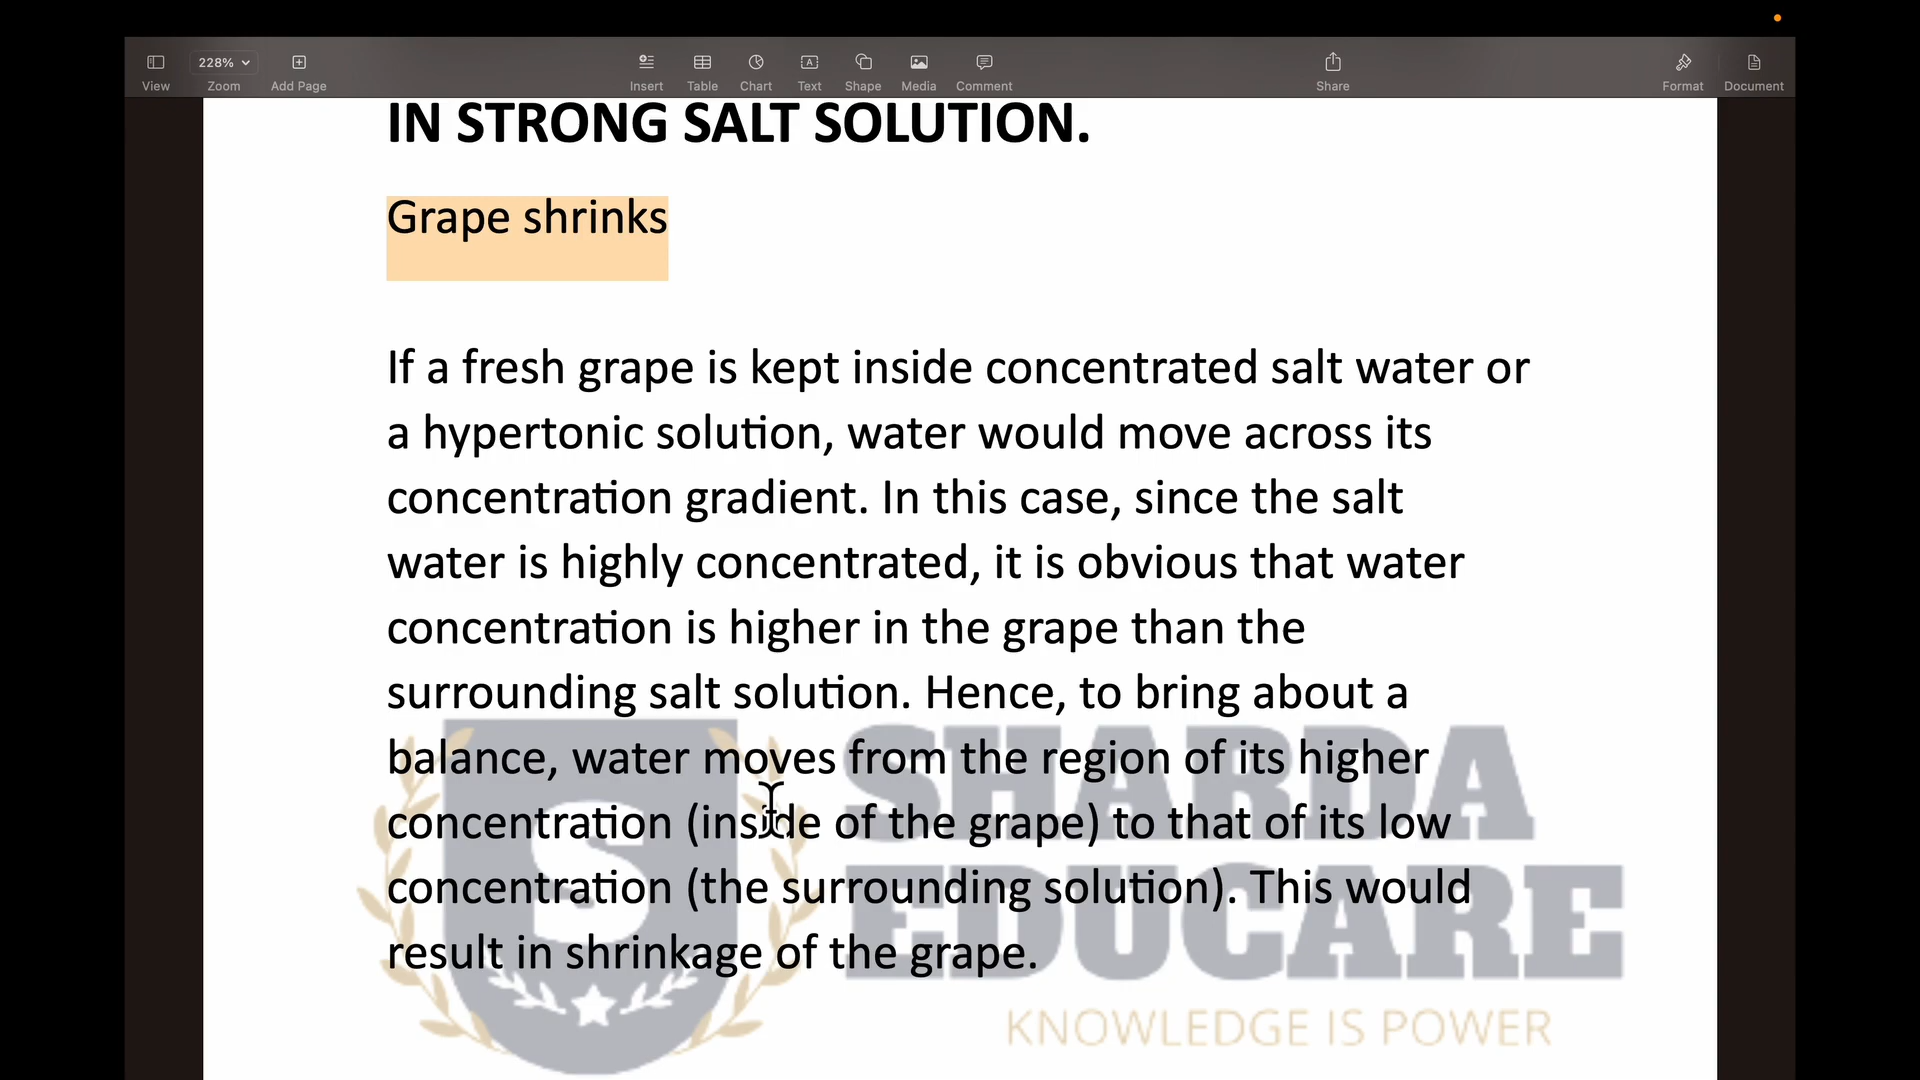 228%
View
Zoom
Add Page
Insert
Table
Chart
Text
Shape
Media
Comment
Share
Format
Document
IN STRONG SALT SOLUTION.
Grape shrinks
If a fresh grape is kept inside concentrated salt water or
a hypertonic solution, water would move across its
concentration gradient. In this case, since the salt
water is highly concentrated, it is obvious that water
concentration is higher in the grape than the
surrounding salt solution. Hence, to bring about a
balance, water moves from the region of its higher
concentration (inside of the grape) to that of its low
concentration (the surrounding solution). This would
result in shrinkage of the grape.
S
SHARDA
EDUCARE
KNOWLEDGE IS POWER